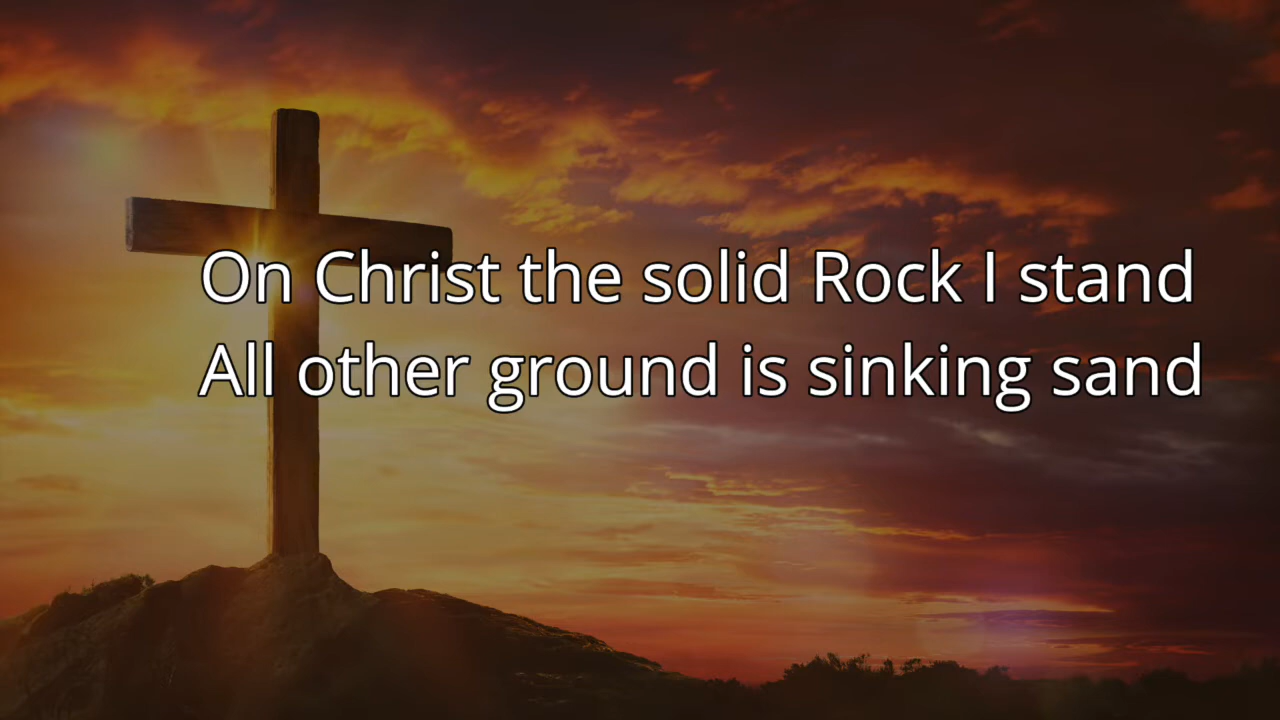 On Christ the solid Rock I stand
All other ground is sinking sand